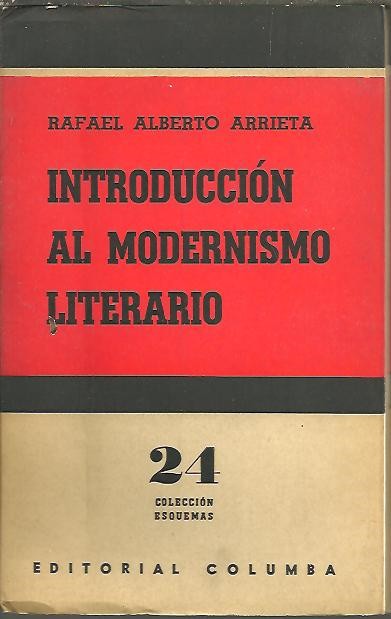 RAFAEL ALBERTO ARRIETA
INTRODUCCIÓN
AL MODERNISMO
LITERARIO
24
COLECCIÓN
ESQUEMAS
EDITORIAL COLUMBA